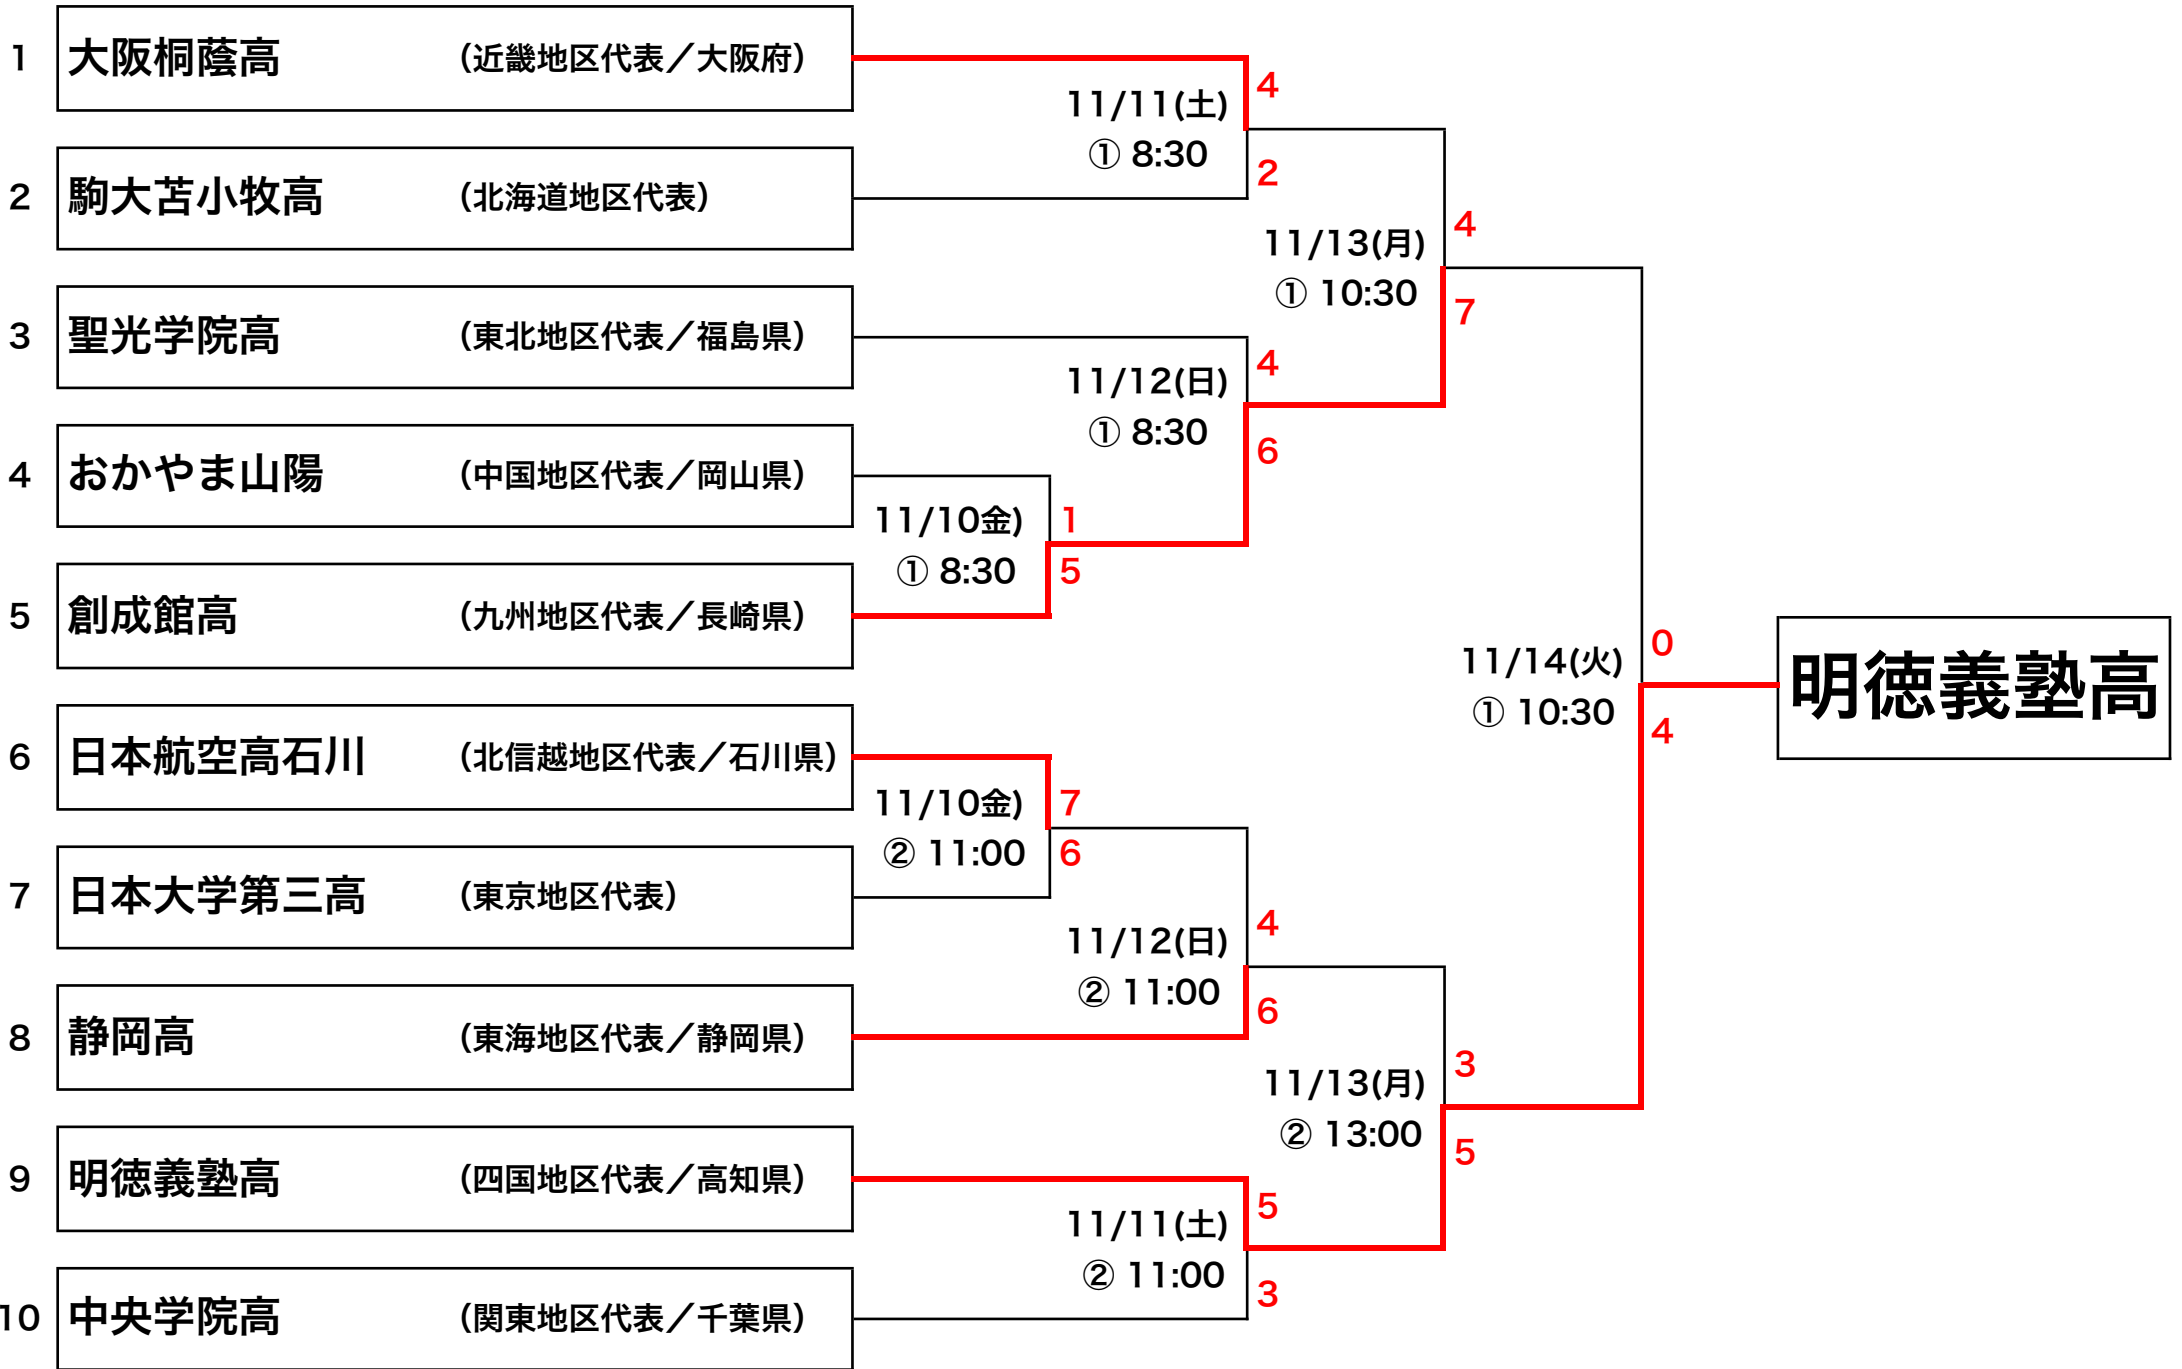 1 大阪桐蔭高 (近畿地区代表／大阪府)
2 駒大苫小牧高 (北海道地区代表)
3 聖光学院高 (東北地区代表／福島県)
4 おかやま山陽 (中国地区代表／岡山県)
5 創成館高 (九州地区代表／長崎県)
6 日本航空高石川 (北信越地区代表／石川県)
7 日本大学第三高 (東京地区代表)
8 静岡高 (東海地区代表／静岡県)
9 明徳義塾高 (四国地区代表／高知県)
10 中央学院高 (関東地区代表／千葉県)
11/10金)
① 8:30
1
5
11/10金)
② 11:00
7
6
11/11(土)
① 8:30
4
2
11/12(日)
① 8:30
4
6
11/12(日)
② 11:00
4
6
11/11(土)
② 11:00
5
3
11/13(月)
① 10:30
4
7
11/13(月)
② 13:00
3
5
11/14(火)
① 10:30
0
4
明徳義塾高